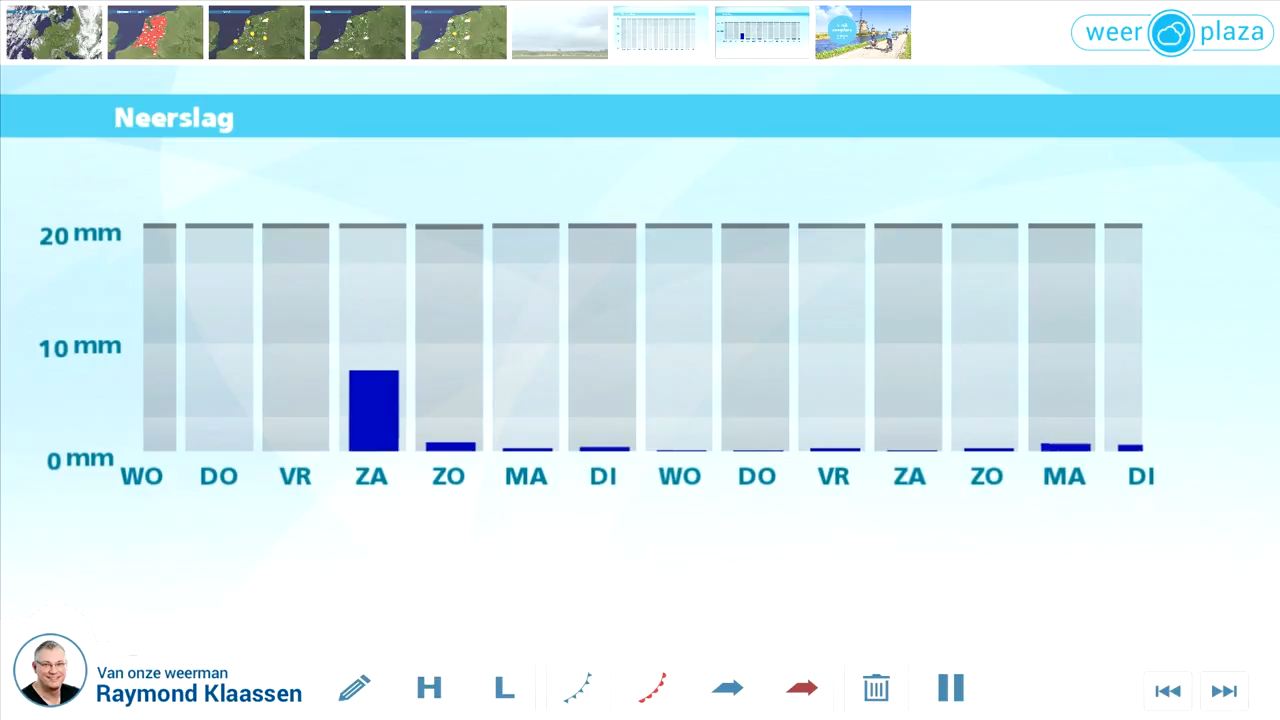 weer plaza
Neerslag
20 mm
10 mm
0 mm
WO DO VR ZA ZO MA DI WO DO VR ZA ZO MA DI
Van onze weerman
Raymond Klaassen
H L